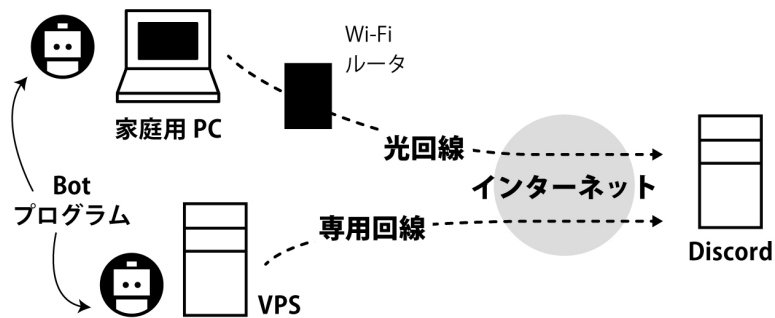 Wi-Fi
ルータ
家庭用 PC
光回線
Bot
プログラム
インターネット
専用回線
Discord
VPS